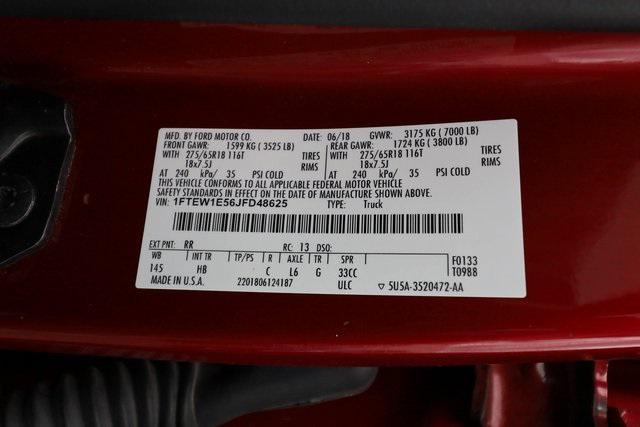 MFD. BY FORD MOTOR CO. DATE: 06/18 GVWR: 3175 KG ( 7000 LB)
FRONT GAWR: 1599 KG ( 3525 LB) REAR GAWR: 1724 KG ( 3800 LB)
WITH 275/65R18 116T TIRES WITH 275/65R18 116T TIRES
18x7.5J RIMS 18x7.5J RIMS
AT 240 kPa/ 35 PSI COLD AT 240 kPa/ 35 PSI COLD
THIS VEHICLE CONFORMS TO ALL APPLICABLE FEDERAL MOTOR VEHICLE
SAFETY STANDARDS IN EFFECT ON THE DATE OF MANUFACTURE SHOWN ABOVE.
VIN: 1FTEW1E56JFD48625 TYPE: Truck
EXT PNT: RR RC: 13 DSO: F0133
WB INT TR TP/PS R AXLE TR SPR T0988
145 HB C L6 G 33CC
MADE IN U.S.A. 2201806124187 ULC ▽ 5U5A-3520472-AA